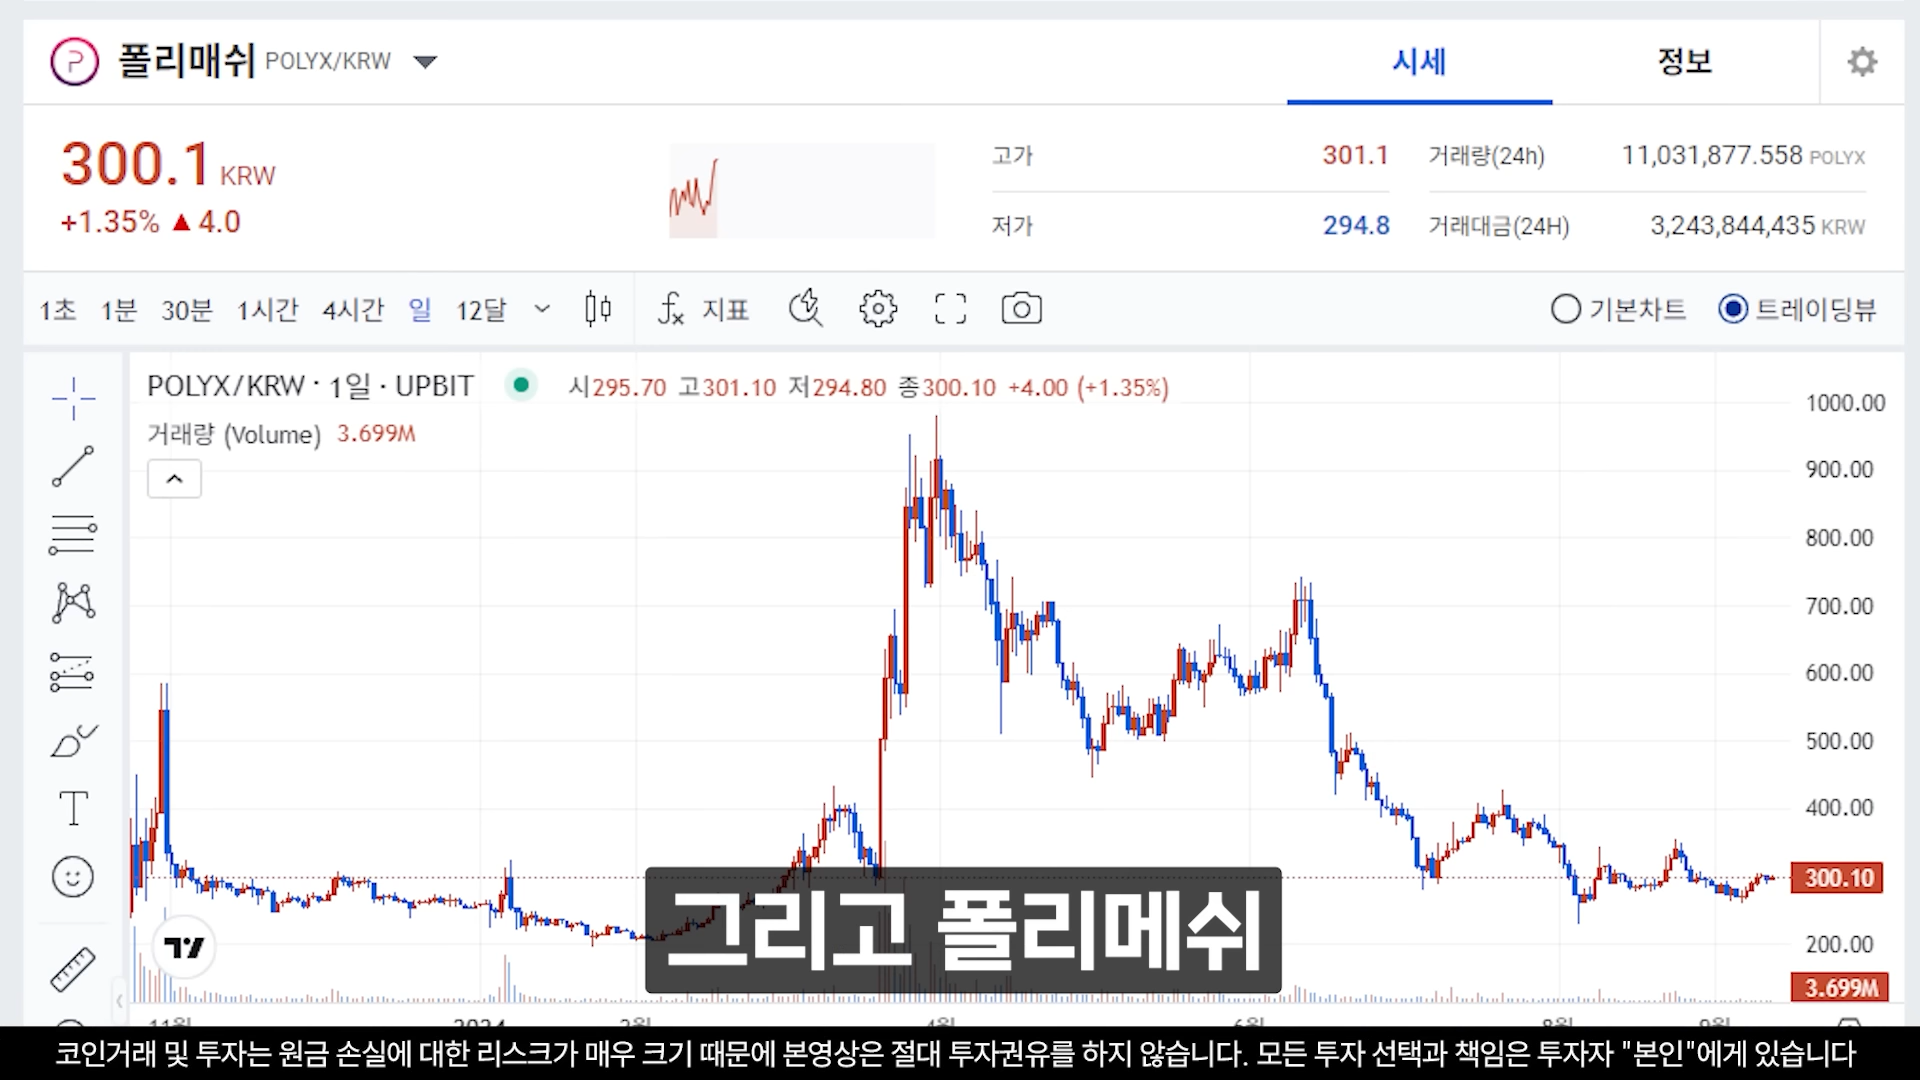 폴리매쉬 POLYX/KRW
시세 정보
300.1 KRW
+1.35% ▲ 4.0
고가 301.1
저가 294.8
거래량(24h) 11,031,877.558 POLYX
거래대금(24H) 3,243,844,435 KRW
1초 1분 30분 1시간 4시간 일 12달 지표 기본차트 트레이딩뷰
POLYX/KRW · 1일 · UPBIT 시295.70 고301.10 저294.80 종300.10 +4.00 (+1.35%)
거래량 (Volume) 3.699M
1000.00
900.00
800.00
700.00
600.00
500.00
400.00
300.10
200.00
3.699M
그리고 폴리메쉬
코인거래 및 투자는 원금 손실에 대한 리스크가 매우 크기 때문에 본영상은 절대 투자권유를 하지 않습니다. 모든 투자 선택과 책임은 투자자 "본인"에게 있습니다